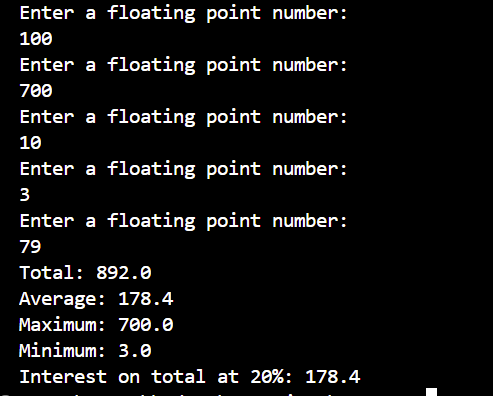 Enter a floating point number:
100
Enter a floating point number:
700
Enter a floating point number:
10
Enter a floating point number:
3
Enter a floating point number:
79
Total: 892.0
Average: 178.4
Maximum: 700.0
Minimum: 3.0
Interest on total at 20%: 178.4